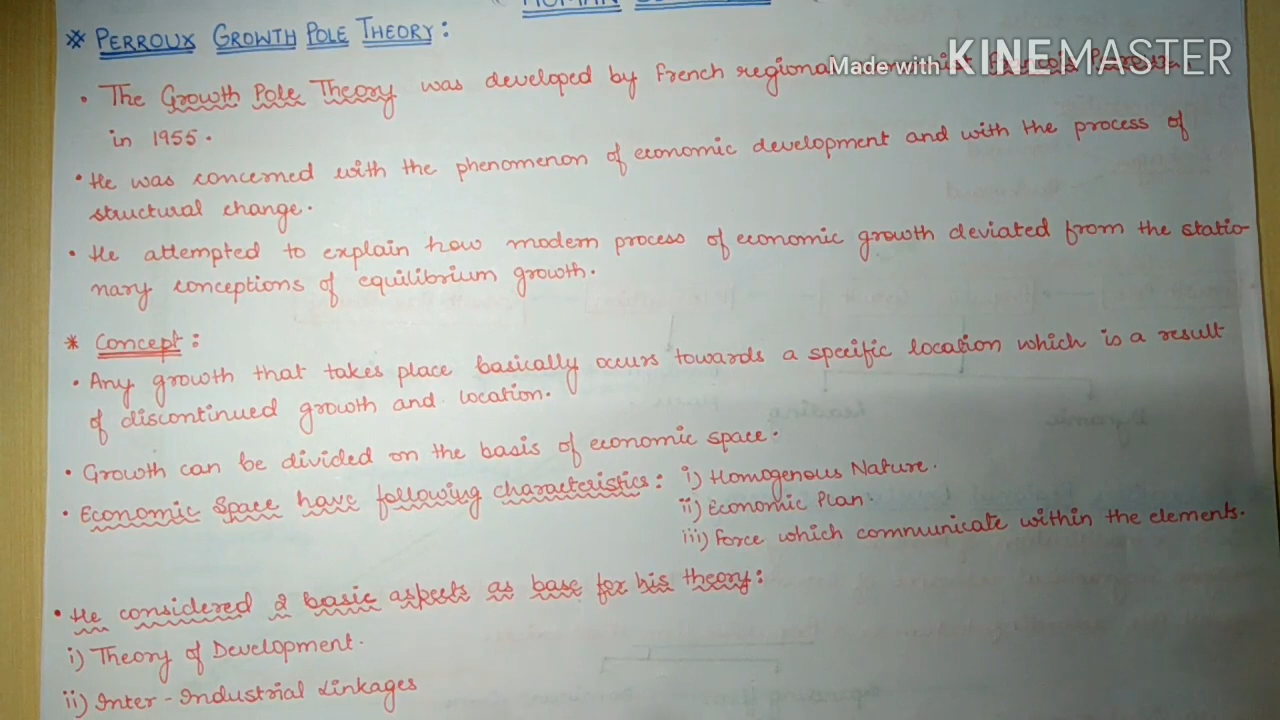 HUMAN
* PERROUX GROWTH POLE THEORY :
Made with KINEMASTER
• The Growth Pole Theory was developed by French regional
in 1955.
• He was concerned with the phenomenon of economic development and with the process of
structural change.
• He attempted to explain how modern process of economic growth deviated from the statio-
nary conceptions of equilibrium growth.
* Concept :
• Any growth that takes place basically occurs towards a specific location which is a result
of discontinued growth and location.
• Growth can be divided on the basis of economic space.
• Economic Space have following characteristics : i) Homogenous Nature.
ii) Economic Plan
iii) Force which communicate within the elements.
• He considered 2 basic aspects as base for his theory :
i) Theory of Development.
ii) Inter-Industrial Linkages